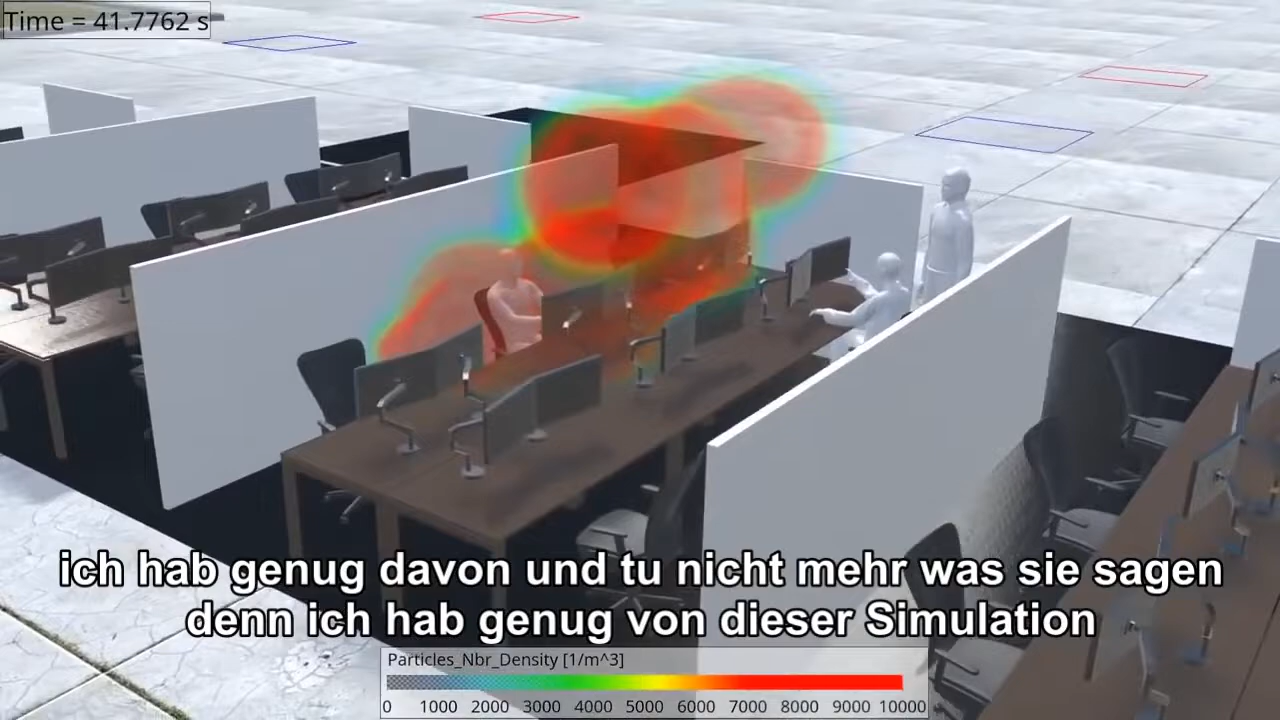 Time = 41.7762 s
ich hab genug davon und tu nicht mehr was sie sagen
denn ich hab genug von dieser Simulation
Particles_Nbr_Density [1/m^3]
0 1000 2000 3000 4000 5000 6000 7000 8000 9000 10000